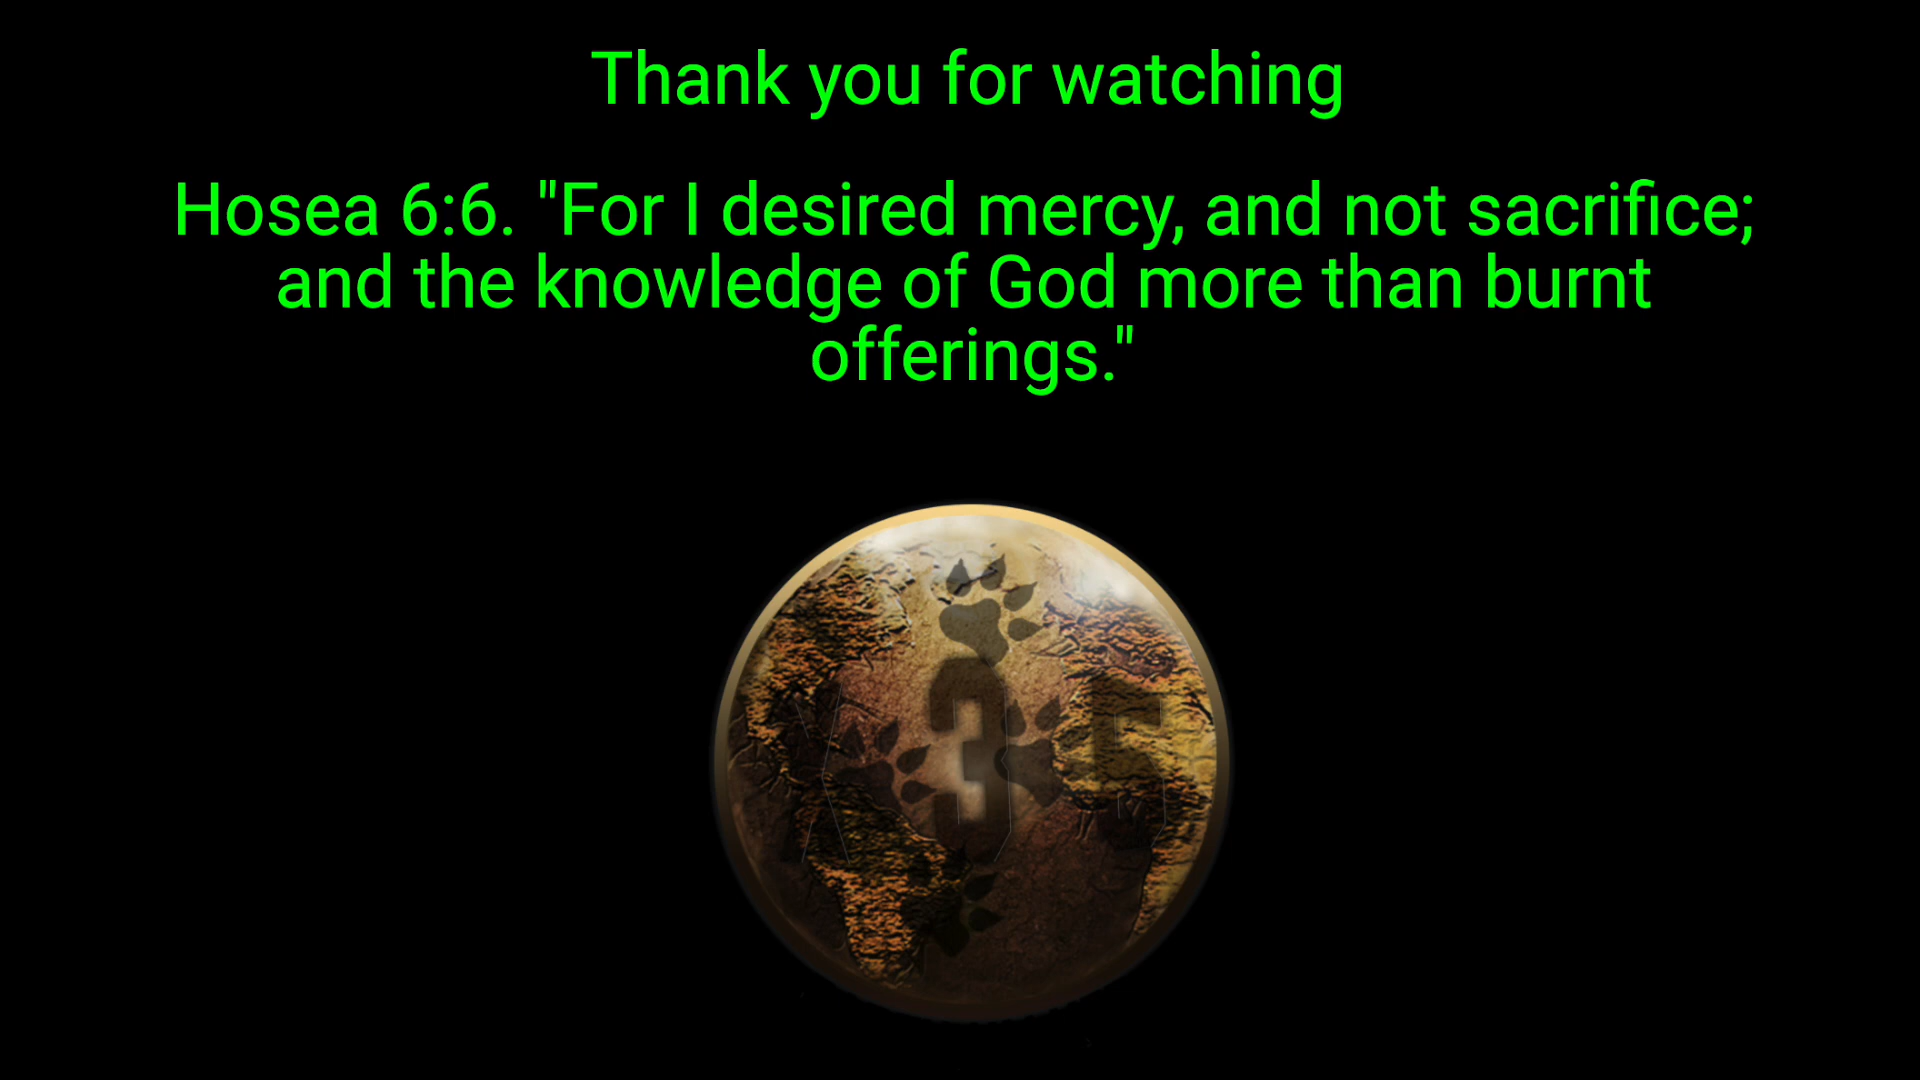 Thank you for watching
Hosea 6:6. "For I desired mercy, and not sacrifice;
and the knowledge of God more than burnt
offerings."